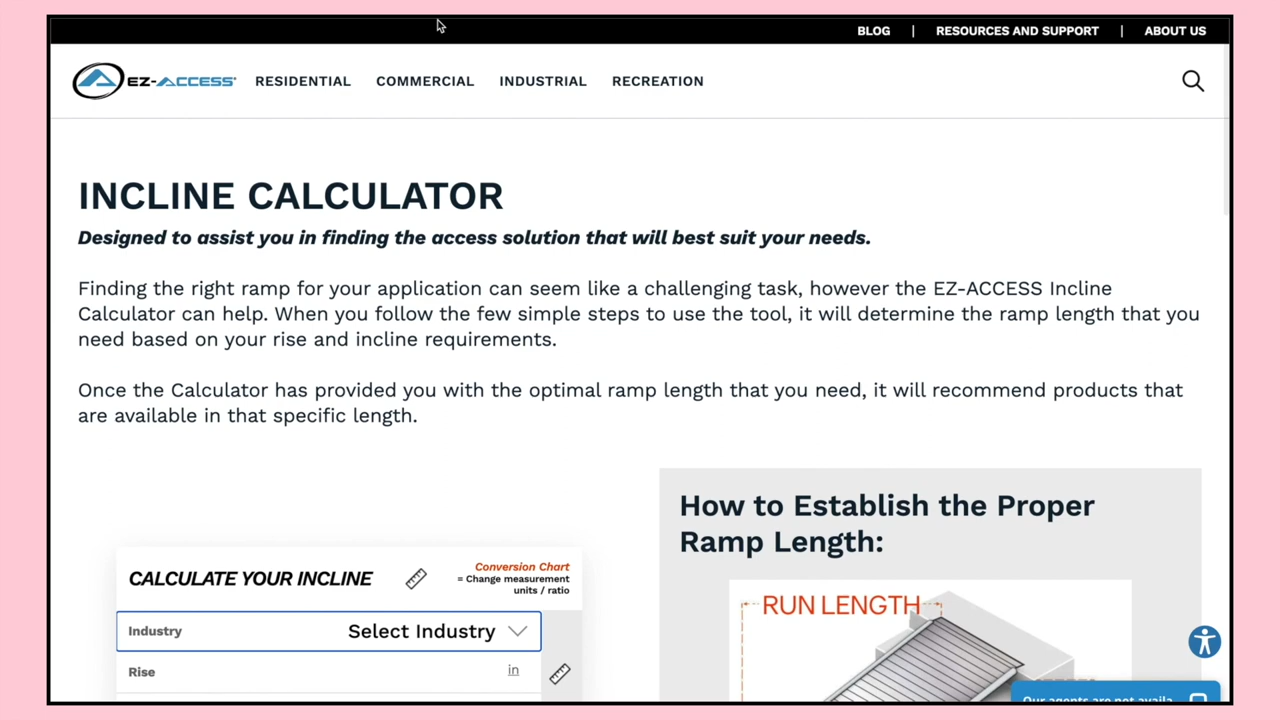 BLOG | RESOURCES AND SUPPORT | ABOUT US
EZ-ACCESS RESIDENTIAL COMMERCIAL INDUSTRIAL RECREATION
INCLINE CALCULATOR
Designed to assist you in finding the access solution that will best suit your needs.
Finding the right ramp for your application can seem like a challenging task, however the EZ-ACCESS Incline
Calculator can help. When you follow the few simple steps to use the tool, it will determine the ramp length that you
need based on your rise and incline requirements.
Once the Calculator has provided you with the optimal ramp length that you need, it will recommend products that
are available in that specific length.
CALCULATE YOUR INCLINE
Conversion Chart
= Change measurement
units / ratio
Industry Select Industry
Rise in
How to Establish the Proper
Ramp Length:
RUN LENGTH
Our agents are not availa